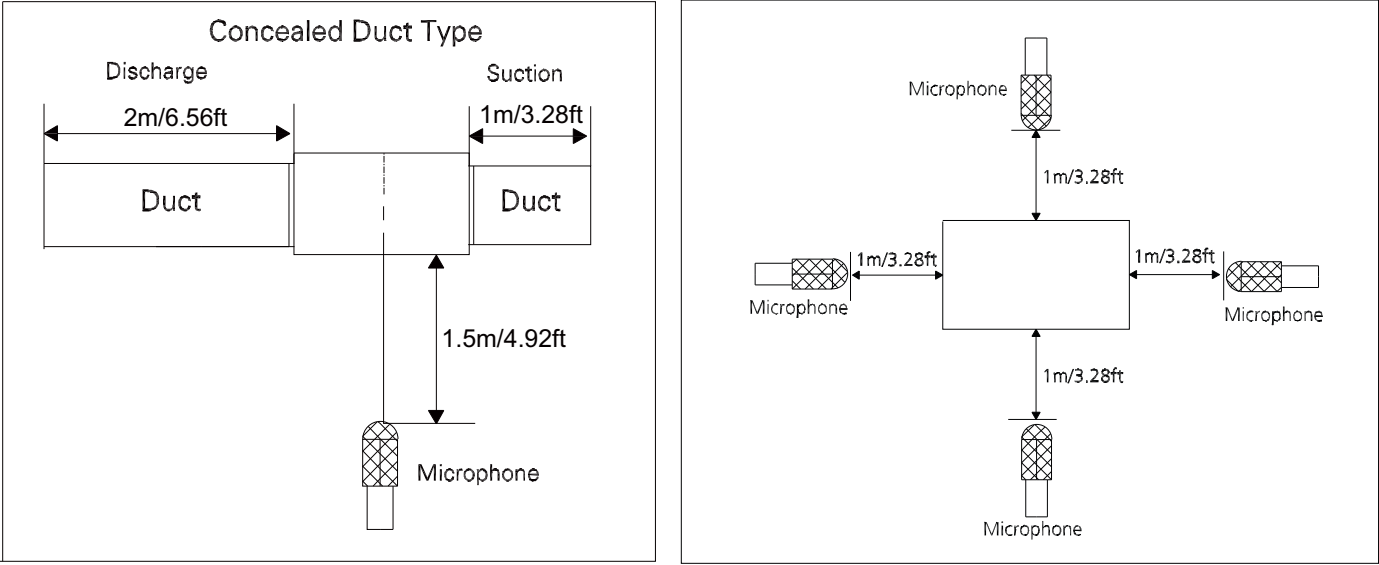 Concealed Duct Type
Discharge
Suction
2m/6.56ft
1m/3.28ft
Duct
Duct
1.5m/4.92ft
Microphone
Microphone
1m/3.28ft
1m/3.28ft
1m/3.28ft
Microphone
Microphone
1m/3.28ft
Microphone